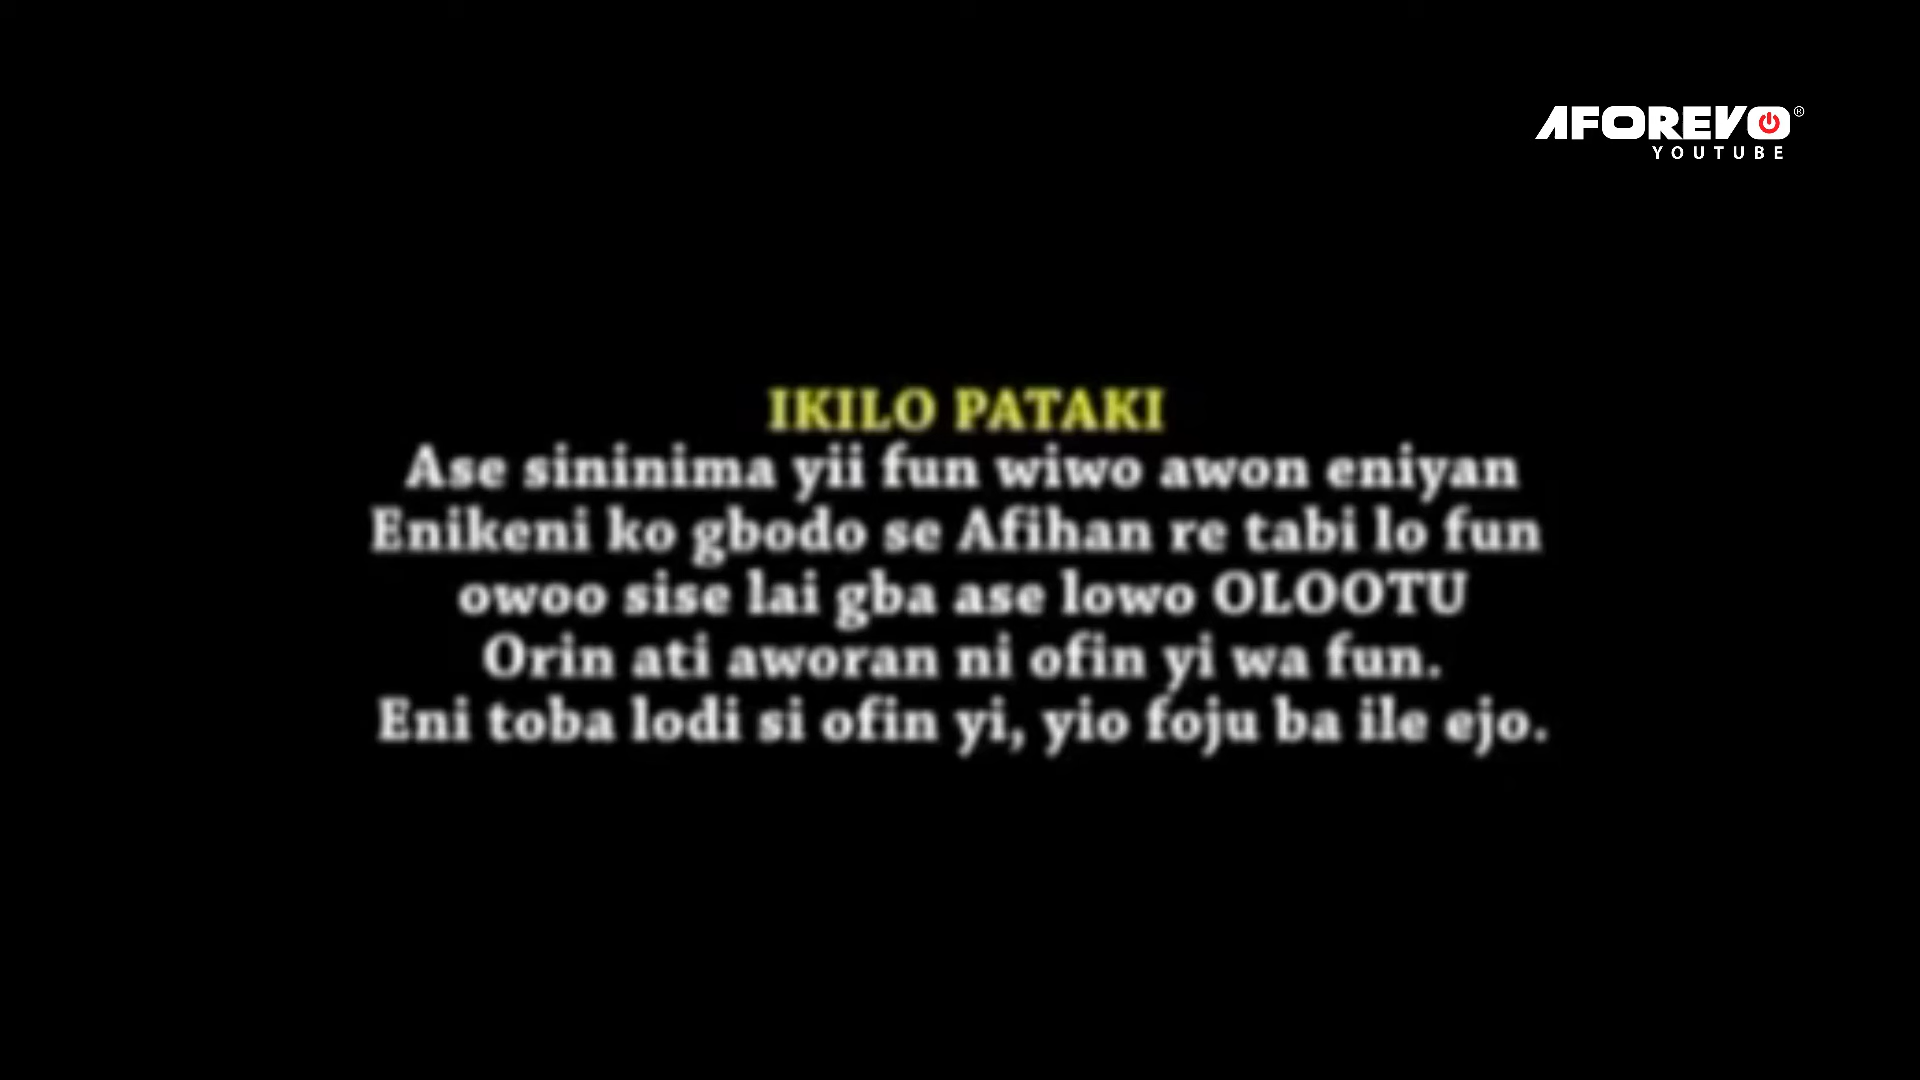 AFOREVO®
YOUTUBE
IKILO PATAKI
Ase sininima yii fun wiwo awon eniyan
Enikeni ko gbodo se Afihan re tabi lo fun
owoo sise lai gba ase lowo OLOOTU
Orin ati aworan ni ofin yi wa fun.
Eni toba lodi si ofin yi, yio foju ba ile ejo.